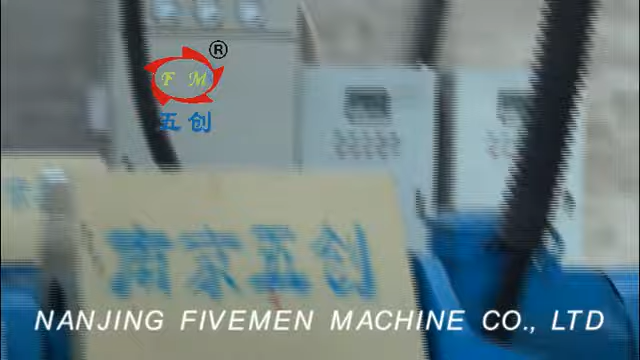 ®
F M
五创
南京五创
NANJING FIVEMEN MACHINE CO., LTD